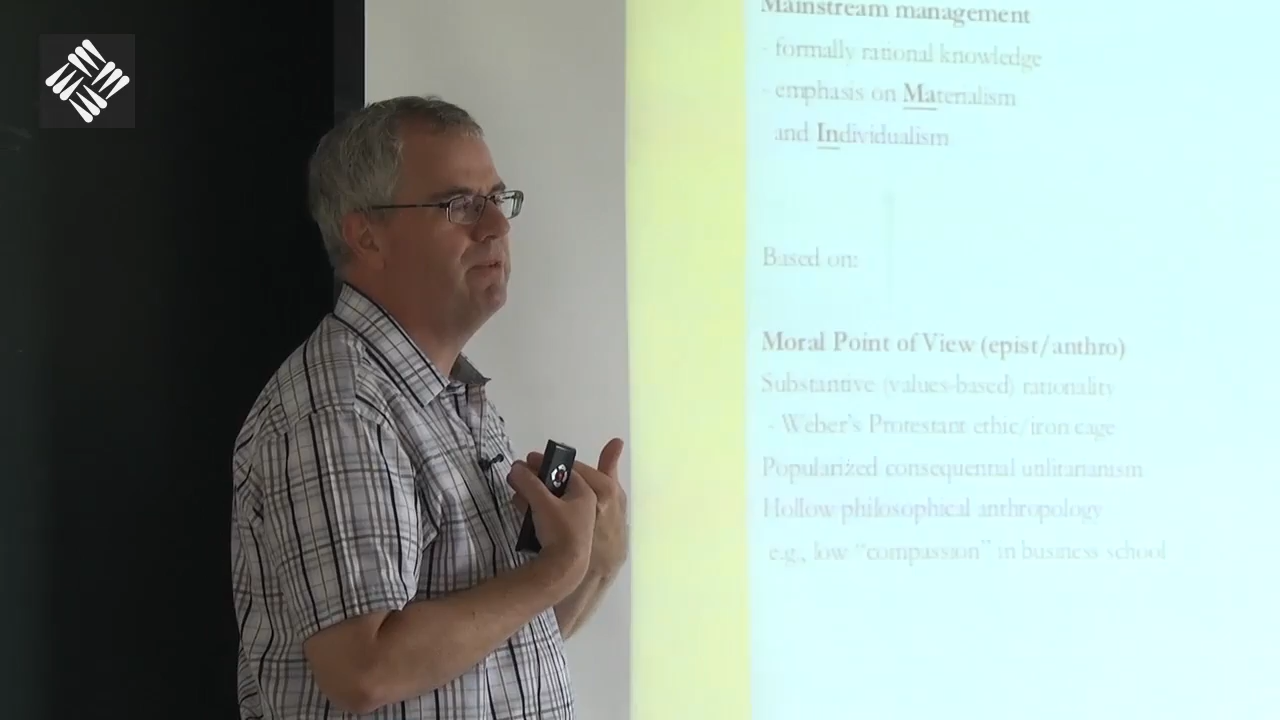 Mainstream management
- formally rational knowledge
- emphasis on Materialism
and Individualism
Based on:
Moral Point of View (epist/anthro)
Substantive (values-based) rationality
- Weber's Protestant ethic/iron cage
Popularized consequential utilitarianism
Hollow philosophical anthropology
e.g., low "compassion" in business school